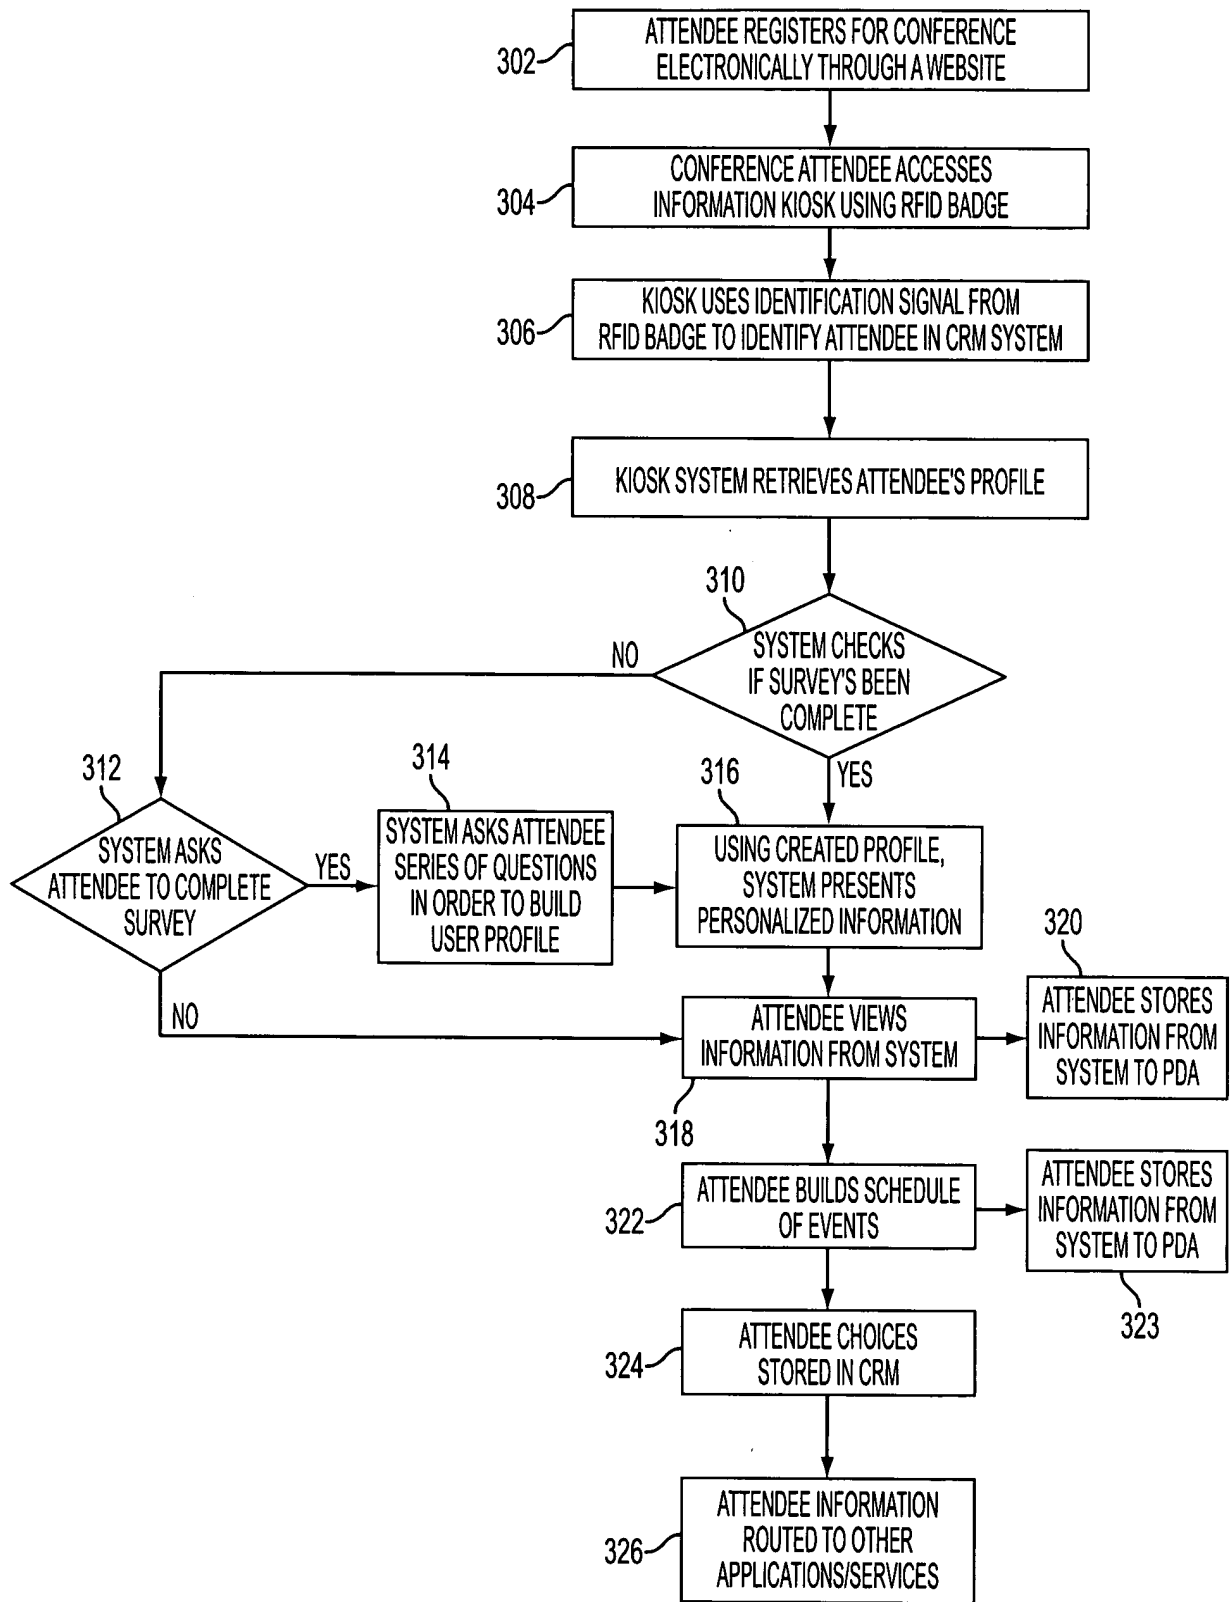 ATTENDEE REGISTERS FOR CONFERENCE
ELECTRONICALLY THROUGH A WEBSITE
302
CONFERENCE ATTENDEE ACCESSES
INFORMATION KIOSK USING RFID BADGE
304
KIOSK USES IDENTIFICATION SIGNAL FROM
RFID BADGE TO IDENTIFY ATTENDEE IN CRM SYSTEM
306
KIOSK SYSTEM RETRIEVES ATTENDEE'S PROFILE
308
310
SYSTEM CHECKS
IF SURVEY'S BEEN
COMPLETE
NO
YES
312
SYSTEM ASKS
ATTENDEE TO COMPLETE
SURVEY
YES
NO
314
SYSTEM ASKS ATTENDEE
SERIES OF QUESTIONS
IN ORDER TO BUILD
USER PROFILE
316
USING CREATED PROFILE,
SYSTEM PRESENTS
PERSONALIZED INFORMATION
ATTENDEE VIEWS
INFORMATION FROM SYSTEM
318
320
ATTENDEE STORES
INFORMATION FROM
SYSTEM TO PDA
ATTENDEE BUILDS SCHEDULE
OF EVENTS
322
ATTENDEE STORES
INFORMATION FROM
SYSTEM TO PDA
323
ATTENDEE CHOICES
STORED IN CRM
324
ATTENDEE INFORMATION
ROUTED TO OTHER
APPLICATIONS/SERVICES
326